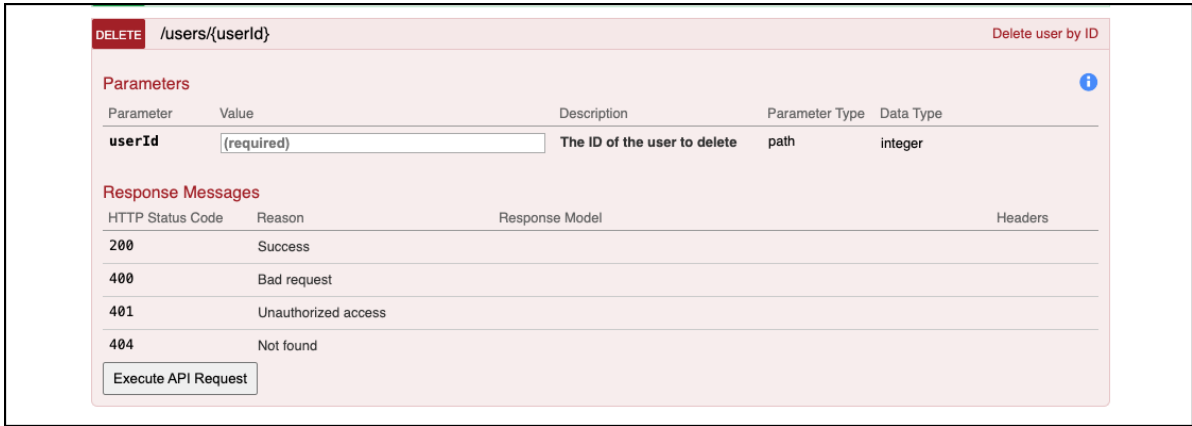 DELETE /users/{userId} Delete user by ID
Parameters
Parameter Value Description Parameter Type Data Type
userId (required) The ID of the user to delete path integer
Response Messages
HTTP Status Code Reason Response Model Headers
200 Success
400 Bad request
401 Unauthorized access
404 Not found
Execute API Request